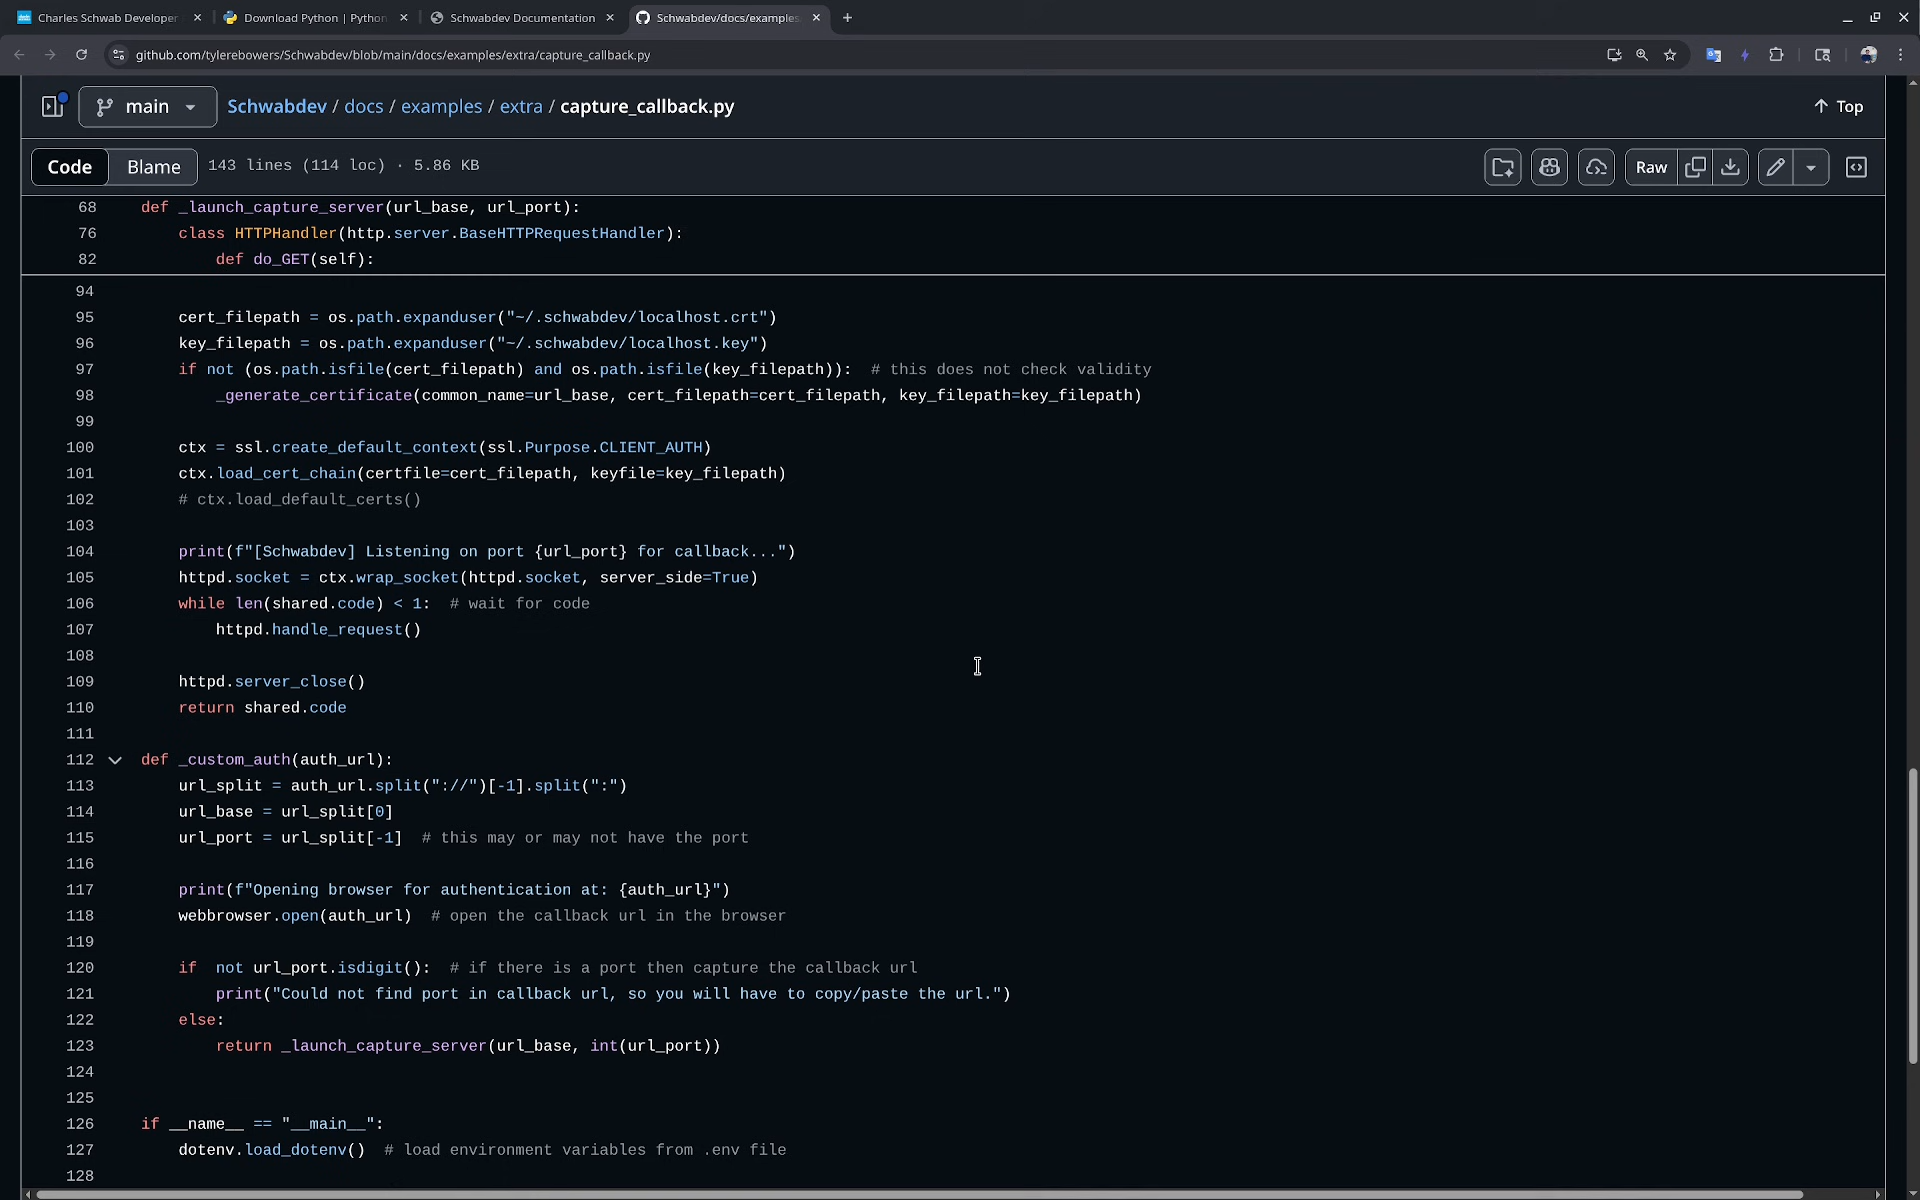 Charles Schwab Developer
Download Python | Python
Schwabdev Documentation
Schwabdev/docs/examples
github.com/tylerebowers/Schwabdev/blob/main/docs/examples/extra/capture_callback.py
main
Schwabdev / docs / examples / extra / capture_callback.py
Top
Code
Blame
143 lines (114 loc) · 5.86 KB
Raw
68 def _launch_capture_server(url_base, url_port):
76 class HTTPHandler(http.server.BaseHTTPRequestHandler):
82 def do_GET(self):
94
95 cert_filepath = os.path.expanduser("~/.schwabdev/localhost.crt")
96 key_filepath = os.path.expanduser("~/.schwabdev/localhost.key")
97 if not (os.path.isfile(cert_filepath) and os.path.isfile(key_filepath)):  # this does not check validity
98 _generate_certificate(common_name=url_base, cert_filepath=cert_filepath, key_filepath=key_filepath)
99
100 ctx = ssl.create_default_context(ssl.Purpose.CLIENT_AUTH)
101 ctx.load_cert_chain(certfile=cert_filepath, keyfile=key_filepath)
102 # ctx.load_default_certs()
103
104 print(f"[Schwabdev] Listening on port {url_port} for callback...")
105 httpd.socket = ctx.wrap_socket(httpd.socket, server_side=True)
106 while len(shared.code) < 1:  # wait for code
107 httpd.handle_request()
108
109 httpd.server_close()
110 return shared.code
111
112 def _custom_auth(auth_url):
113 url_split = auth_url.split("://")[-1].split(":")
114 url_base = url_split[0]
115 url_port = url_split[-1]  # this may or may not have the port
116
117 print(f"Opening browser for authentication at: {auth_url}")
118 webbrowser.open(auth_url)  # open the callback url in the browser
119
120 if  not url_port.isdigit():  # if there is a port then capture the callback url
121 print("Could not find port in callback url, so you will have to copy/paste the url.")
122 else:
123 return _launch_capture_server(url_base, int(url_port))
124
125
126 if __name__ == "__main__":
127 dotenv.load_dotenv()  # load environment variables from .env file
128